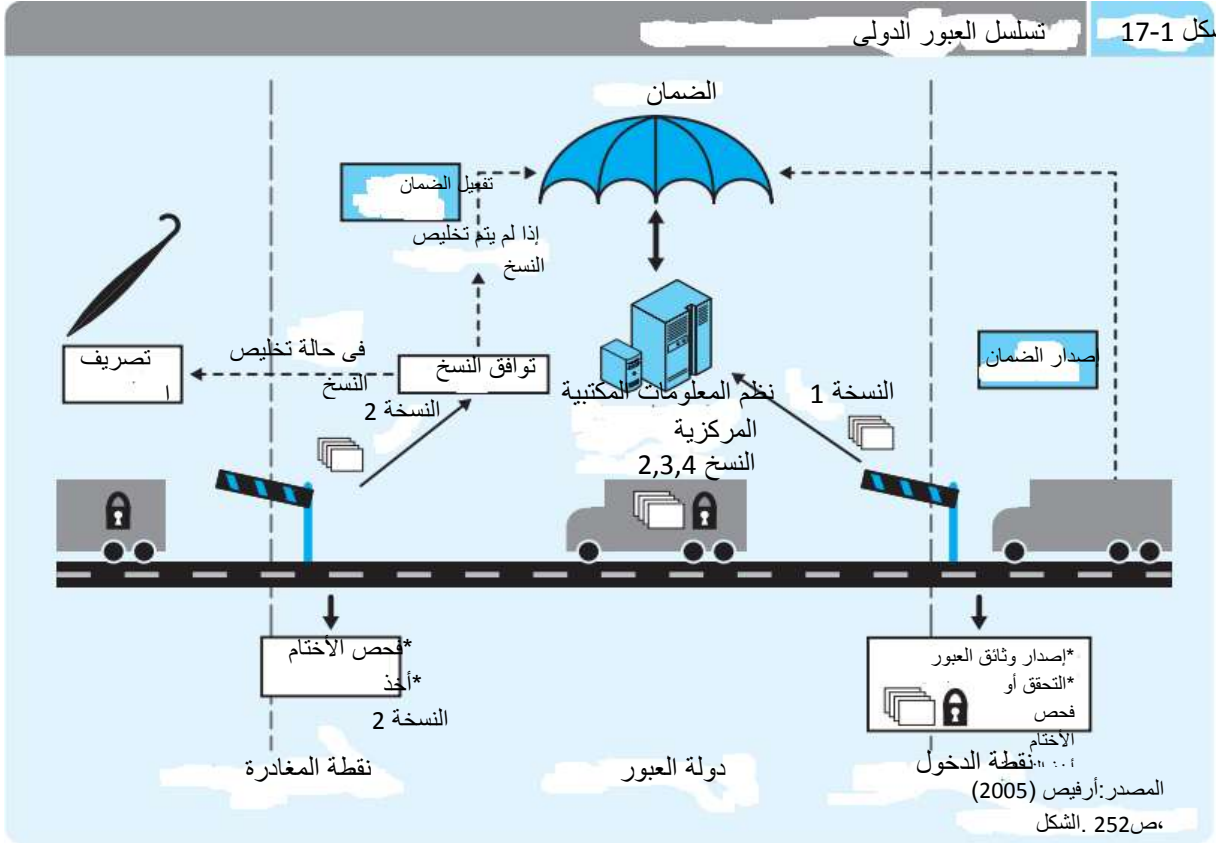 شكل 1-17
تسلسل العبور الدولى
الضمان
تفعيل الضمان
إذا لم يتم تخليص
النسخ
إصدار الضمان
تصريف
فى حالة تخليص
النسخ
توافق النسخ
النسخة 2
النسخة 1
نظم المعلومات المكتبية
المركزية
النسخ 2,3,4
*فحص الأختام
*أخذ
النسخة 2
*إصدار وثائق العبور
*التحقق أو
فحص
الأختام
نقطة الدخول
دولة العبور
نقطة المغادرة
المصدر:أرفيص (2005)
،ص252 .الشكل